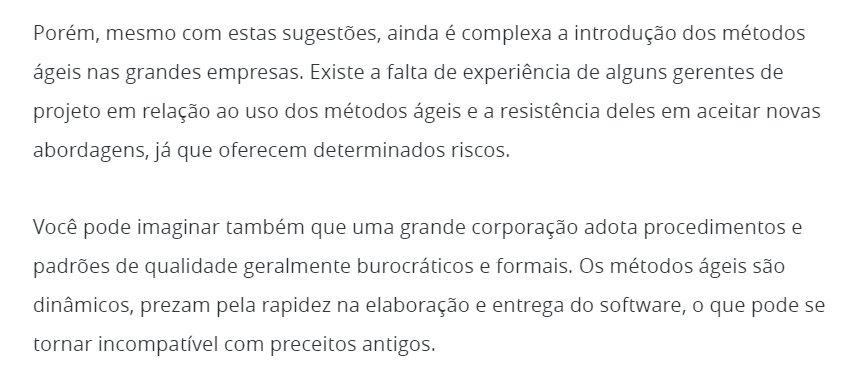 Porém, mesmo com estas sugestões, ainda é complexa a introdução dos métodos
ágeis nas grandes empresas. Existe a falta de experiência de alguns gerentes de
projeto em relação ao uso dos métodos ágeis e a resistência deles em aceitar novas
abordagens, já que oferecem determinados riscos.
Você pode imaginar também que uma grande corporação adota procedimentos e
padrões de qualidade geralmente burocráticos e formais. Os métodos ágeis são
dinâmicos, prezam pela rapidez na elaboração e entrega do software, o que pode se
tornar incompatível com preceitos antigos.